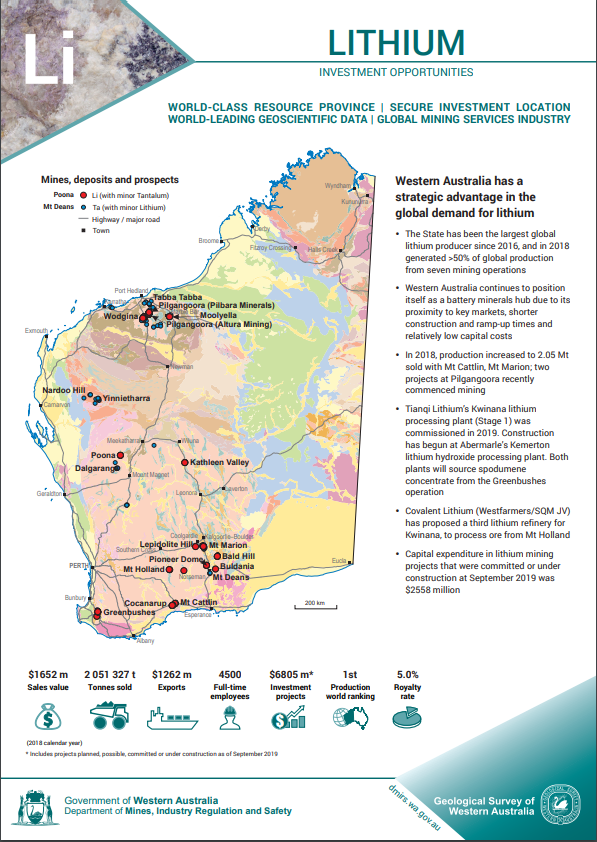 Li
LITHIUM
INVESTMENT OPPORTUNITIES
WORLD-CLASS RESOURCE PROVINCE | SECURE INVESTMENT LOCATION
WORLD-LEADING GEOSCIENTIFIC DATA | GLOBAL MINING SERVICES INDUSTRY
Mines, deposits and prospects
Poona Li (with minor Tantalum)
Mt Deans Ta (with minor Lithium)
Highway / major road
Town
Wyndham
Kununurra
Derby
Broome
Fitzroy Crossing
Halls Creek
Port Hedland
Tabba Tabba
Karratha
Pilgangoora (Pilbara Minerals)
Wodgina
Moolyella
Pilgangoora (Altura Mining)
Exmouth
Newman
Nardoo Hill
Yinnietharra
Carnarvon
Meekatharra
Wiluna
Poona
Kathleen Valley
Dalgaranga
Mount Magnet
Geraldton
Leonora
Laverton
Coolgardie
Kalgoorlie-Boulder
Lepidolite Hill
Mt Marion
Southern Cross
Bald Hill
Pioneer Dome
Buldania
Mt Holland
Norseman
Mt Deans
Eucla
PERTH
Bunbury
Cocanarup
Mt Cattlin
Greenbushes
Esperance
Albany
200 km
Western Australia has a
strategic advantage in the
global demand for lithium
• The State has been the largest global
lithium producer since 2016, and in 2018
generated >50% of global production
from seven mining operations
• Western Australia continues to position
itself as a battery minerals hub due to its
proximity to key markets, shorter
construction and ramp-up times and
relatively low capital costs
• In 2018, production increased to 2.05 Mt
sold with Mt Cattlin, Mt Marion; two
projects at Pilgangoora recently
commenced mining
• Tianqi Lithium's Kwinana lithium
processing plant (Stage 1) was
commissioned in 2019. Construction
has begun at Abermarle's Kemerton
lithium hydroxide processing plant. Both
plants will source spodumene
concentrate from the Greenbushes
operation
• Covalent Lithium (Westfarmers/SQM JV)
has proposed a third lithium refinery for
Kwinana, to process ore from Mt Holland
• Capital expenditure in lithium mining
projects that were committed or under
construction at September 2019 was
$2558 million
$1652 m
Sales value
2 051 327 t
Tonnes sold
$1262 m
Exports
4500
Full-time
employees
$6805 m*
Investment
projects
1st
Production
world ranking
5.0%
Royalty
rate
(2018 calendar year)
* Includes projects planned, possible, committed or under construction as of September 2019
Government of Western Australia
Department of Mines, Industry Regulation and Safety
dmirs.wa.gov.au
Geological Survey of
Western Australia